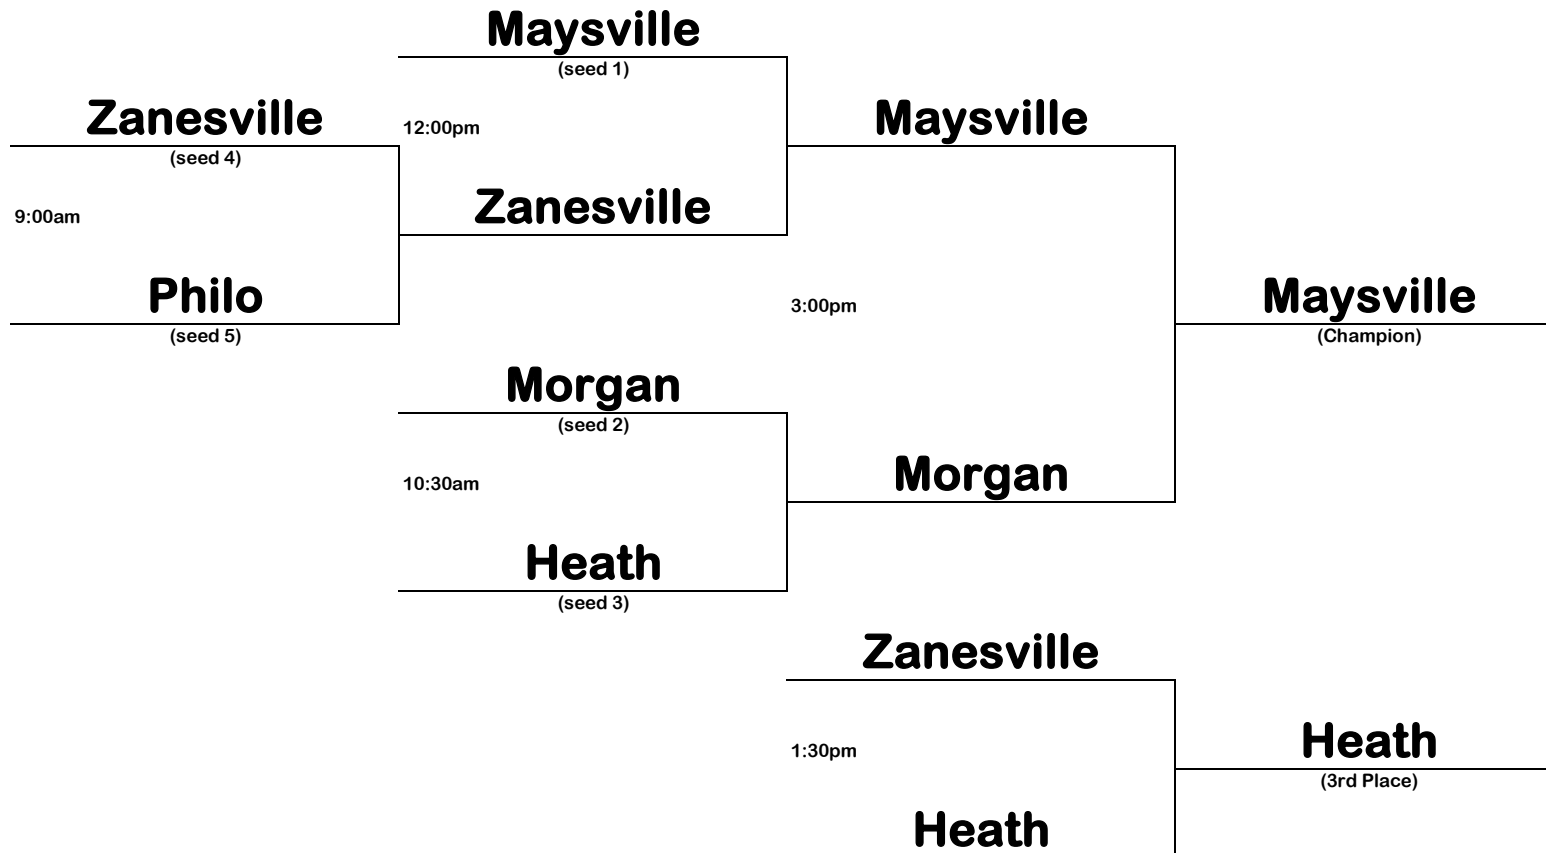 Maysville
(seed 1)
Zanesville
(seed 4)
12:00pm
Maysville
9:00am
Zanesville
Philo
(seed 5)
3:00pm
Maysville
(Champion)
Morgan
(seed 2)
10:30am
Morgan
Heath
(seed 3)
Zanesville
1:30pm
Heath
(3rd Place)
Heath